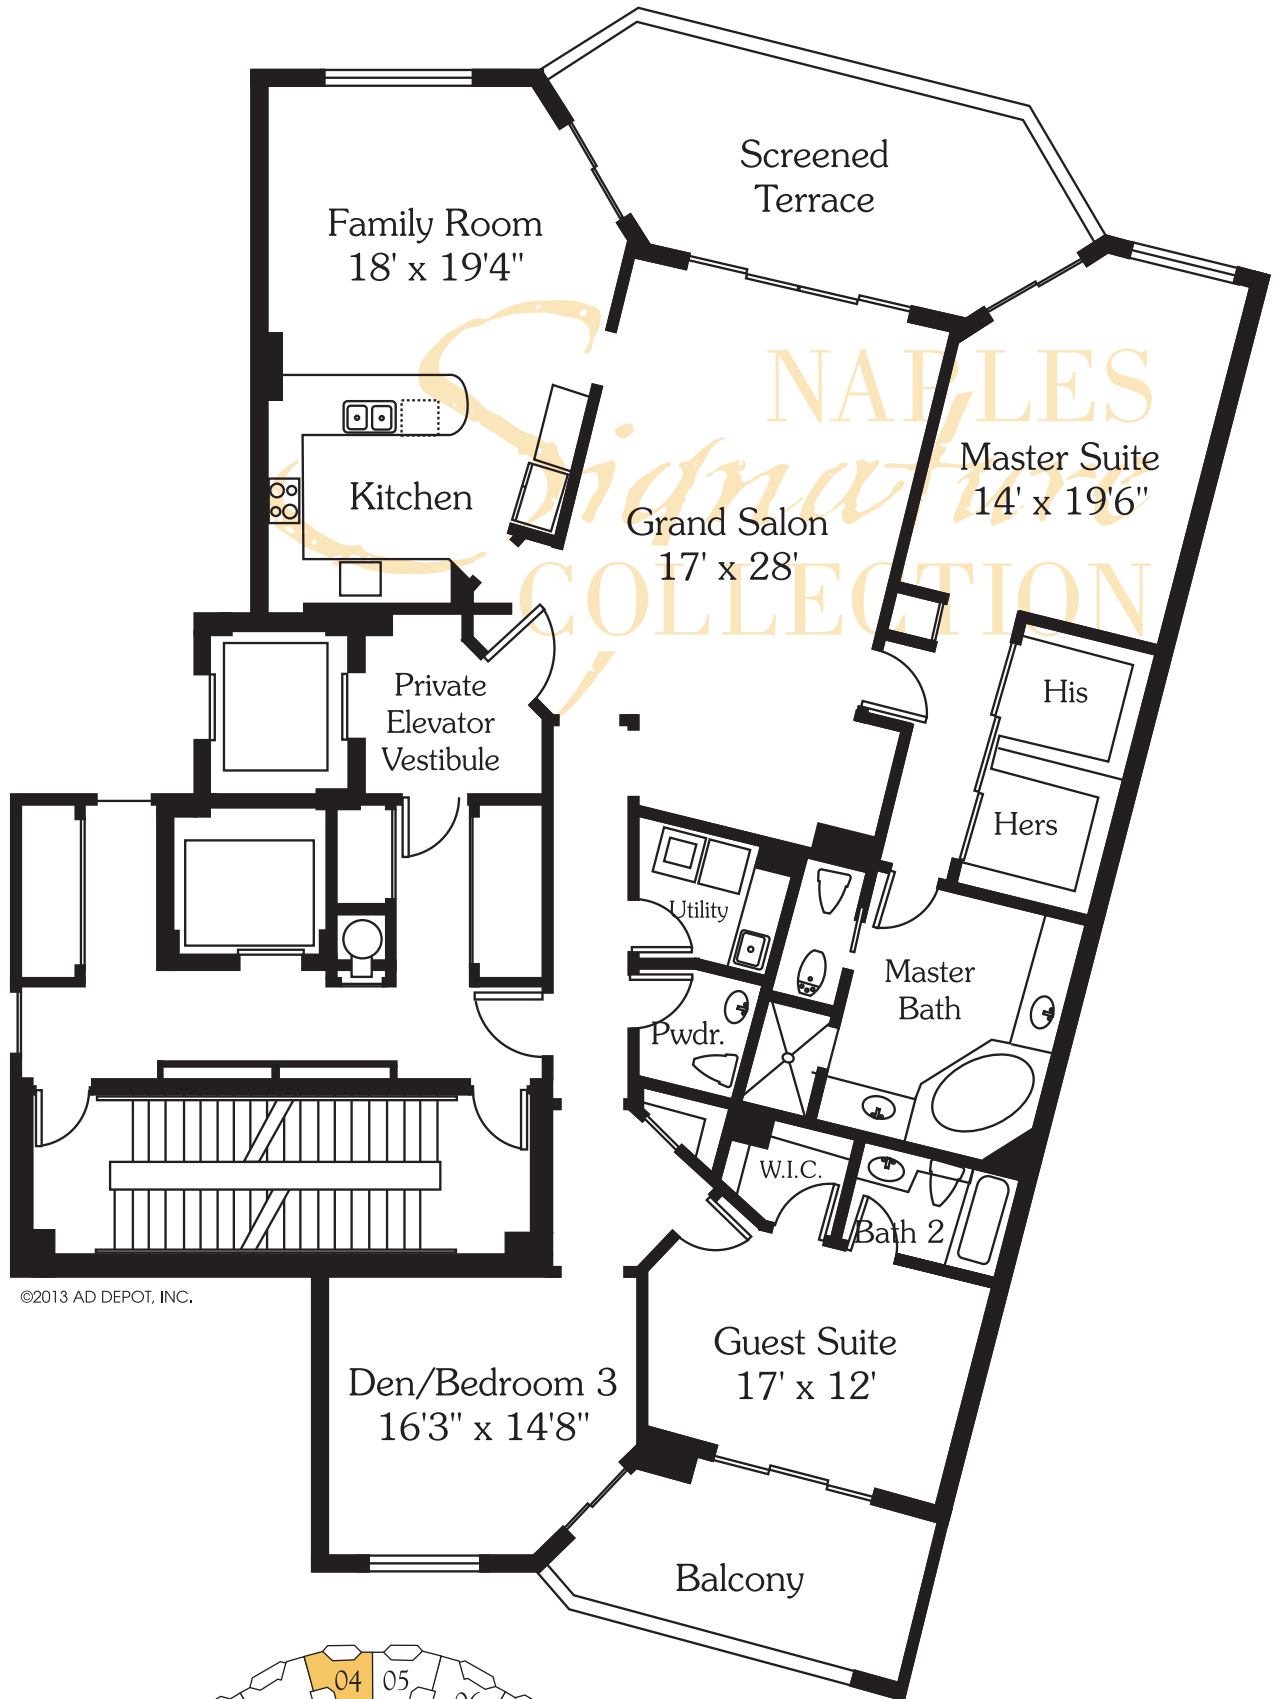 Screened
Terrace
Family Room
18' x 19'4"
NAPLES
Signature
COLLECTION
Master Suite
14' x 19'6"
Kitchen
Grand Salon
17' x 28'
Private
Elevator
Vestibule
His
Hers
Utility
Master
Bath
Pwdr.
W.I.C.
Bath 2
©2013 AD DEPOT, INC.
Guest Suite
17' x 12'
Den/Bedroom 3
16'3" x 14'8"
Balcony
04
05